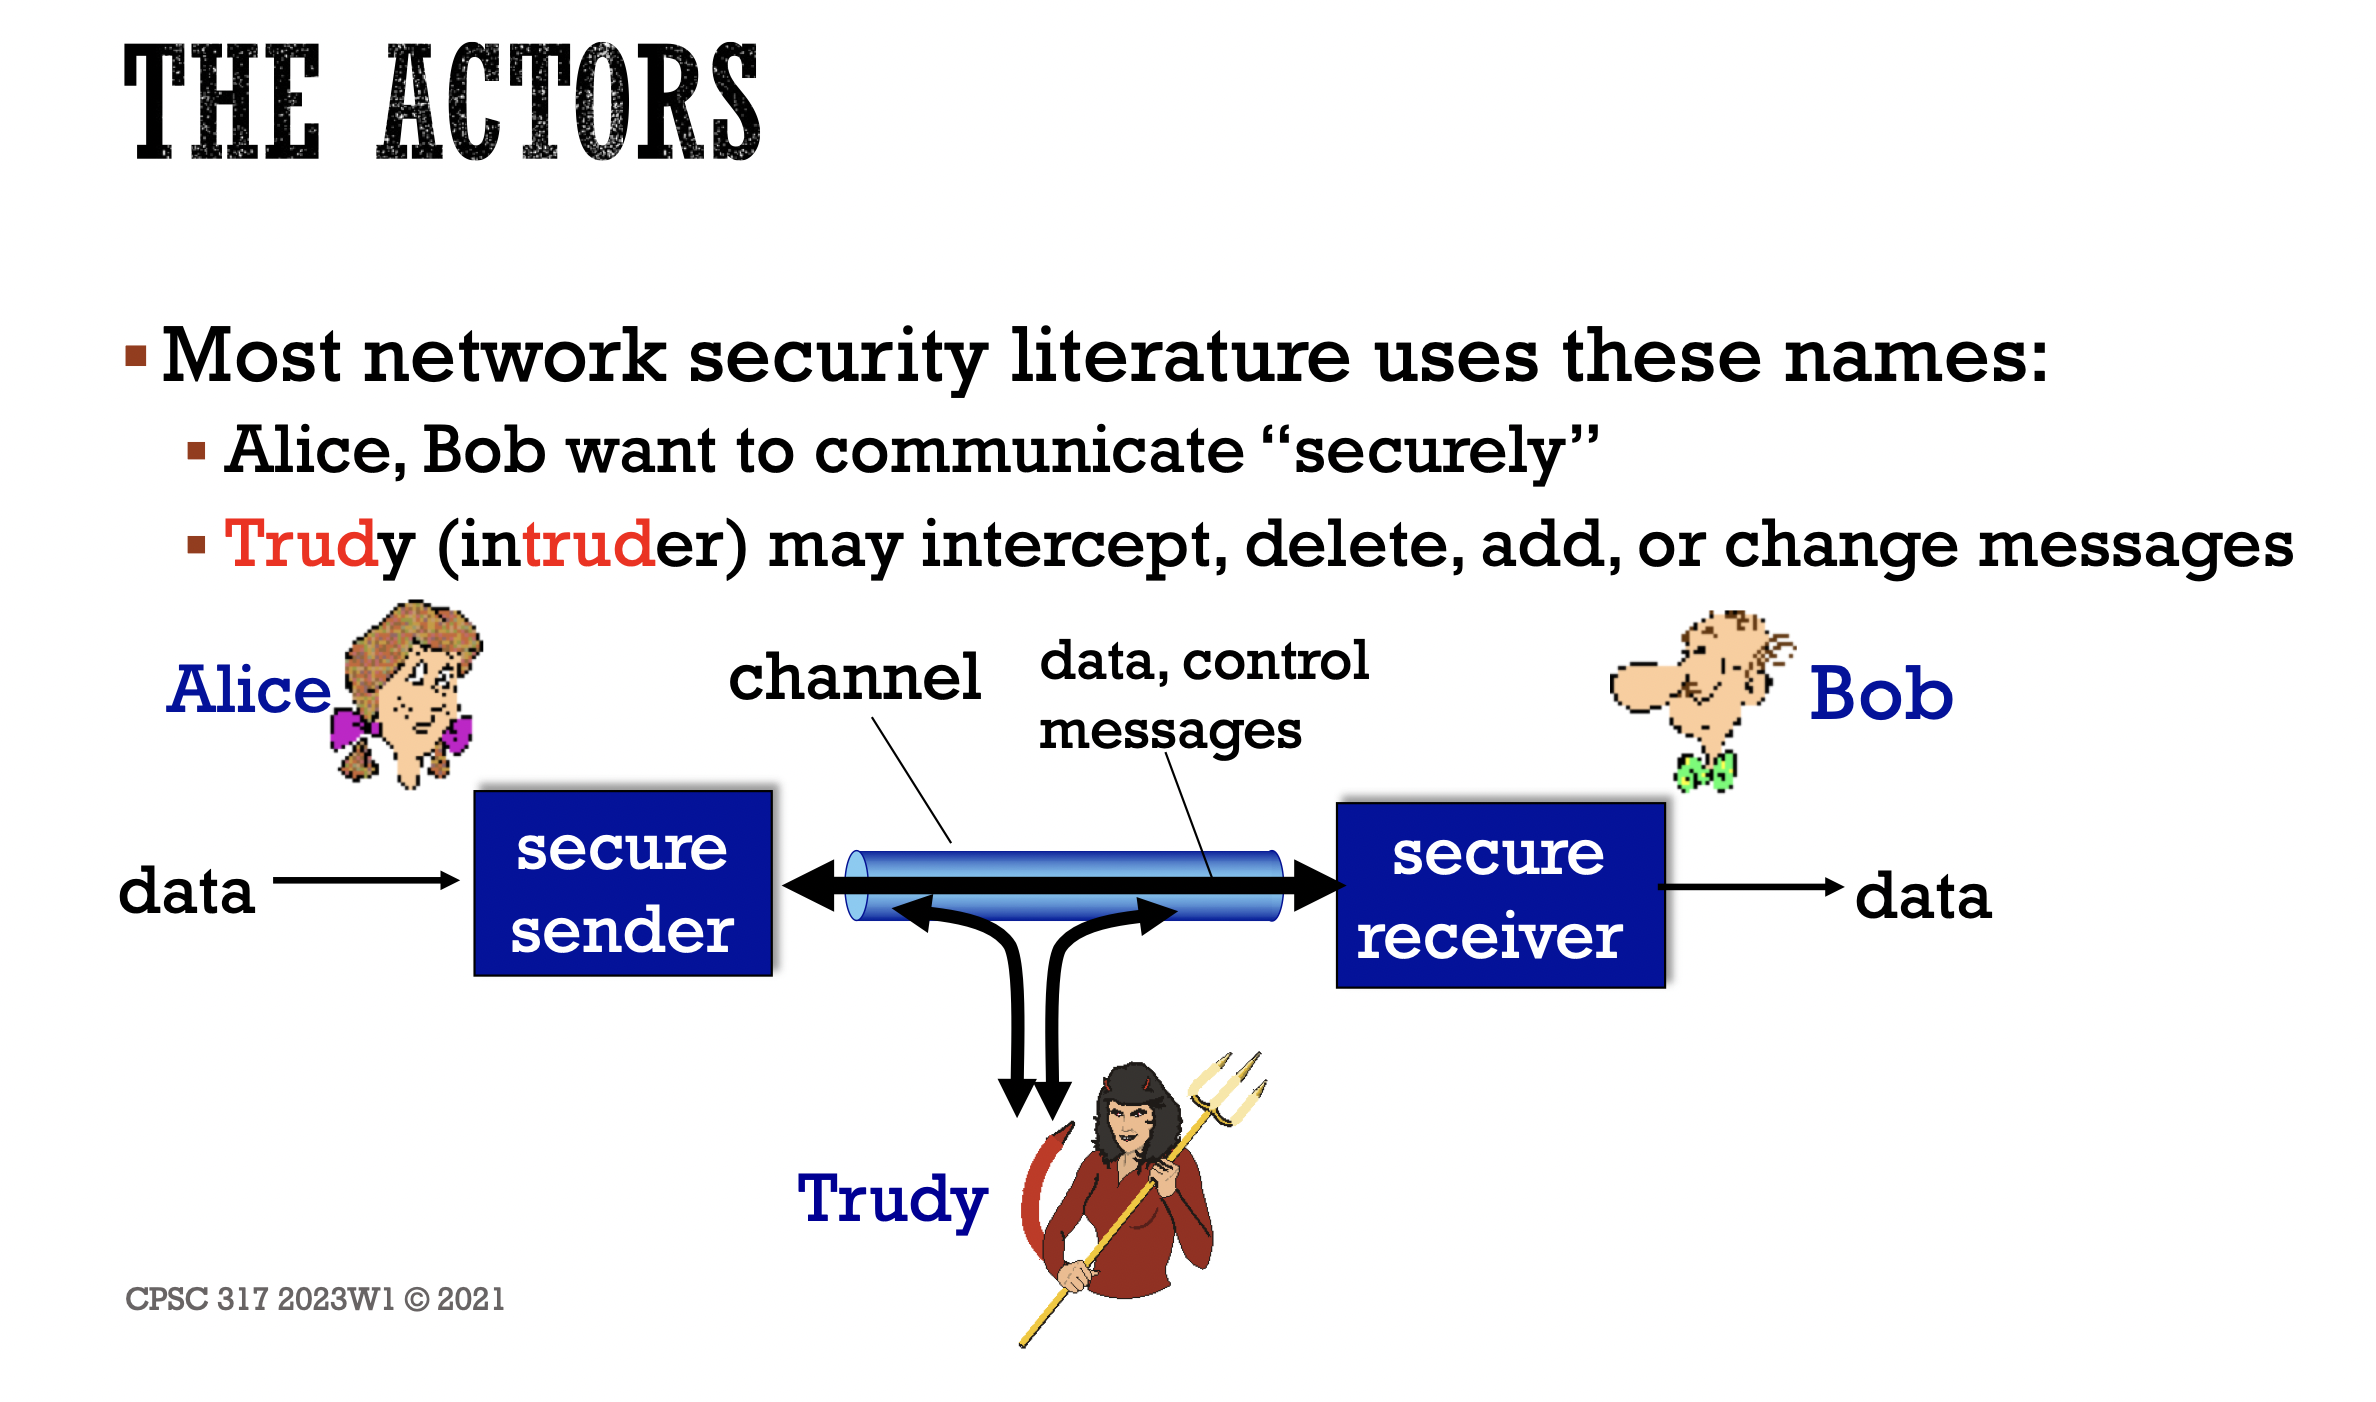 THE ACTORS
▪ Most network security literature uses these names:
▪ Alice, Bob want to communicate “securely”
▪ Trudy (intruder) may intercept, delete, add, or change messages
Alice
channel
data, control
messages
Bob
data
secure
sender
secure
receiver
data
Trudy
CPSC 317 2023W1 © 2021